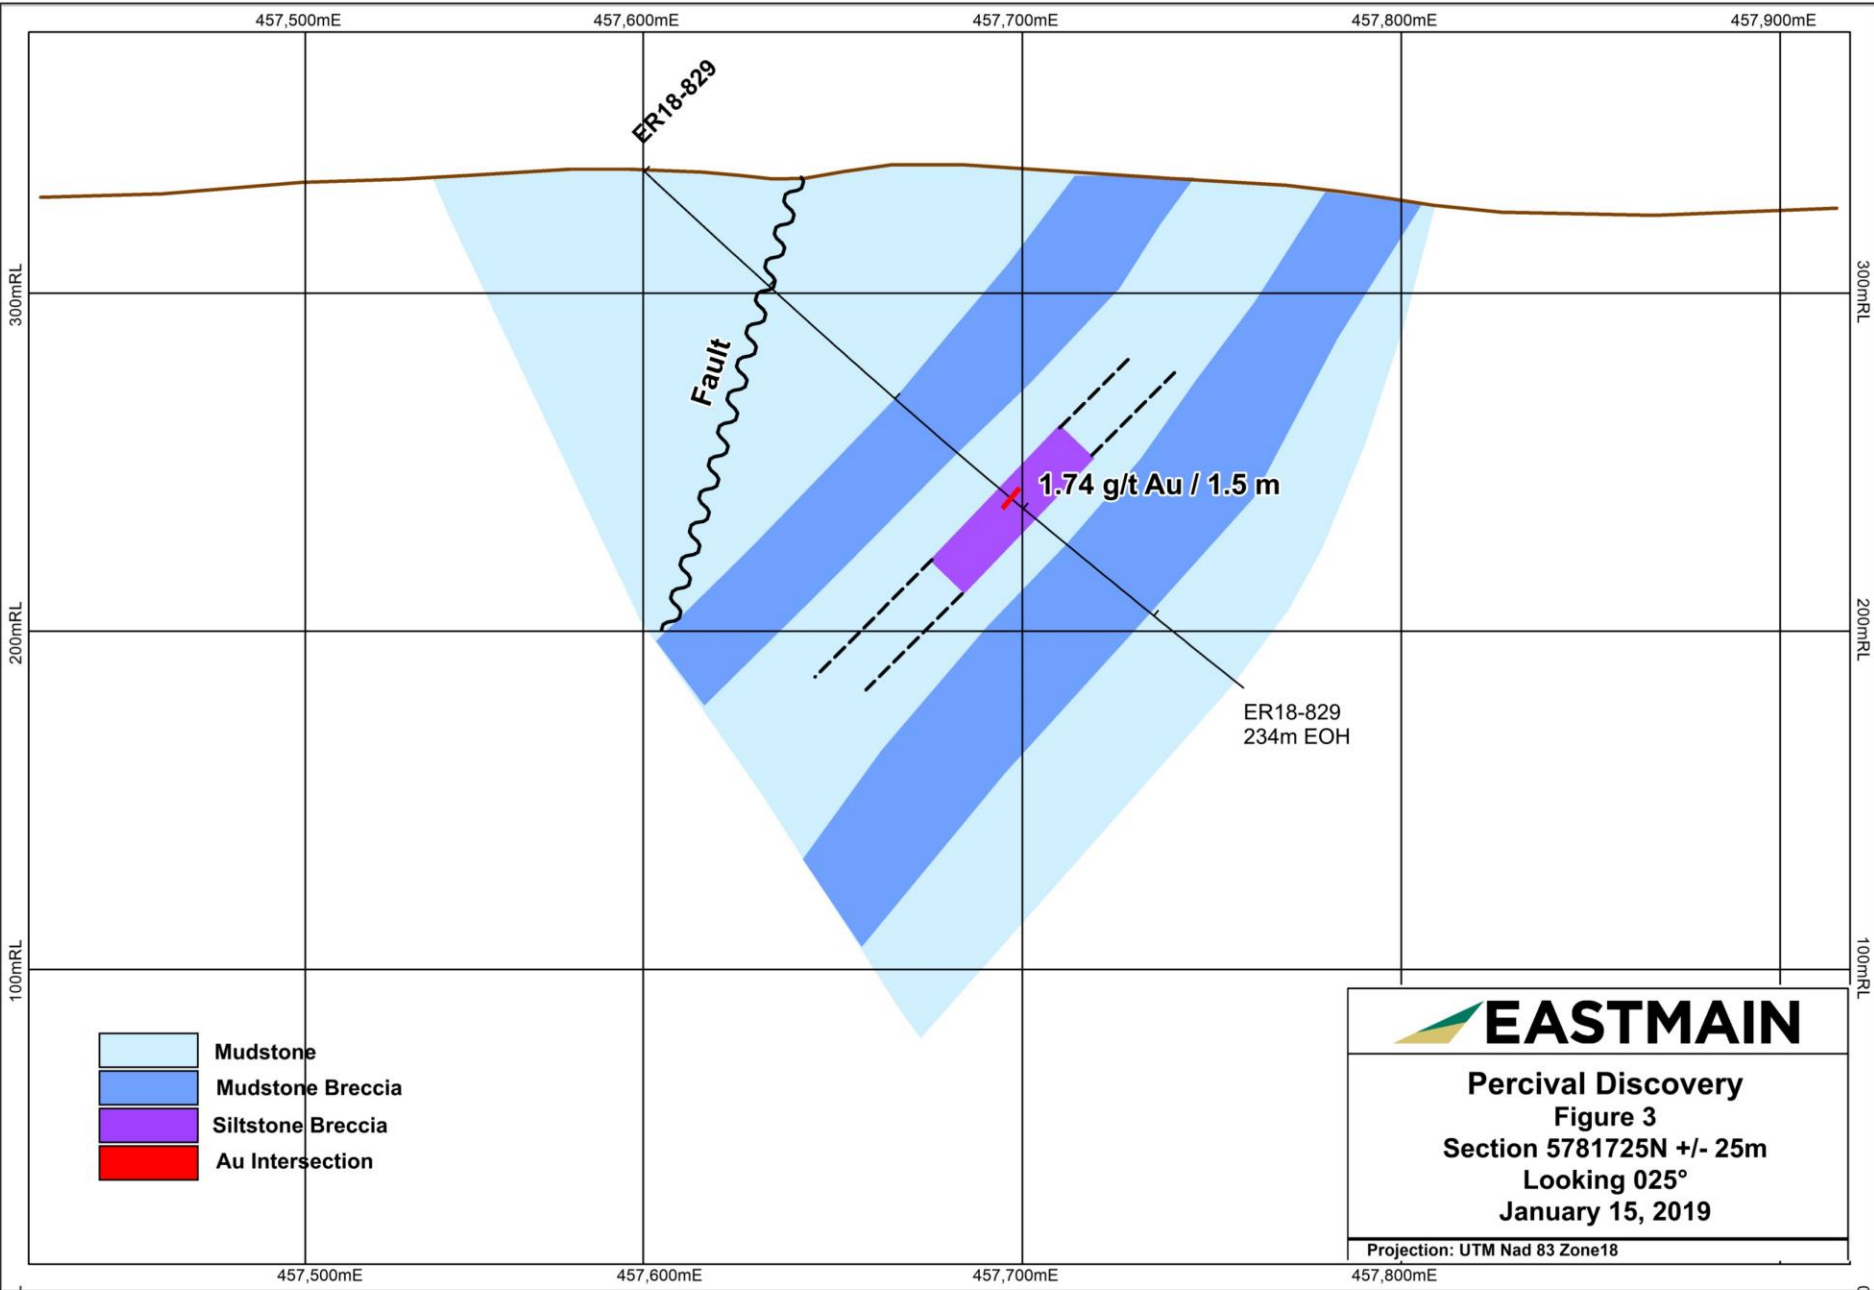 457,500mE
457,600mE
457,700mE
457,800mE
457,900mE
ER18-829
300mRL
300mRL
Fault
1.74 g/t Au / 1.5 m
200mRL
200mRL
ER18-829
234m EOH
100mRL
100mRL
Mudstone
Mudstone Breccia
Siltstone Breccia
Au Intersection
EASTMAIN
Percival Discovery
Figure 3
Section 5781725N +/- 25m
Looking 025°
January 15, 2019
Projection: UTM Nad 83 Zone18
457,500mE
457,600mE
457,700mE
457,800mE